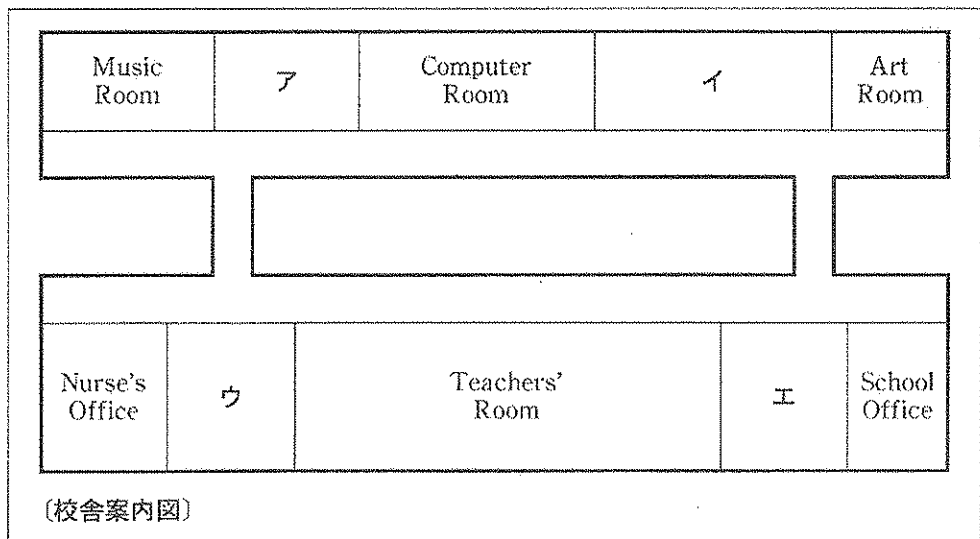 Music
Room
ア
Computer
Room
イ
Art
Room
Nurse's
Office
ウ
Teachers'
Room
エ
School
Office
〔校舎案内図〕